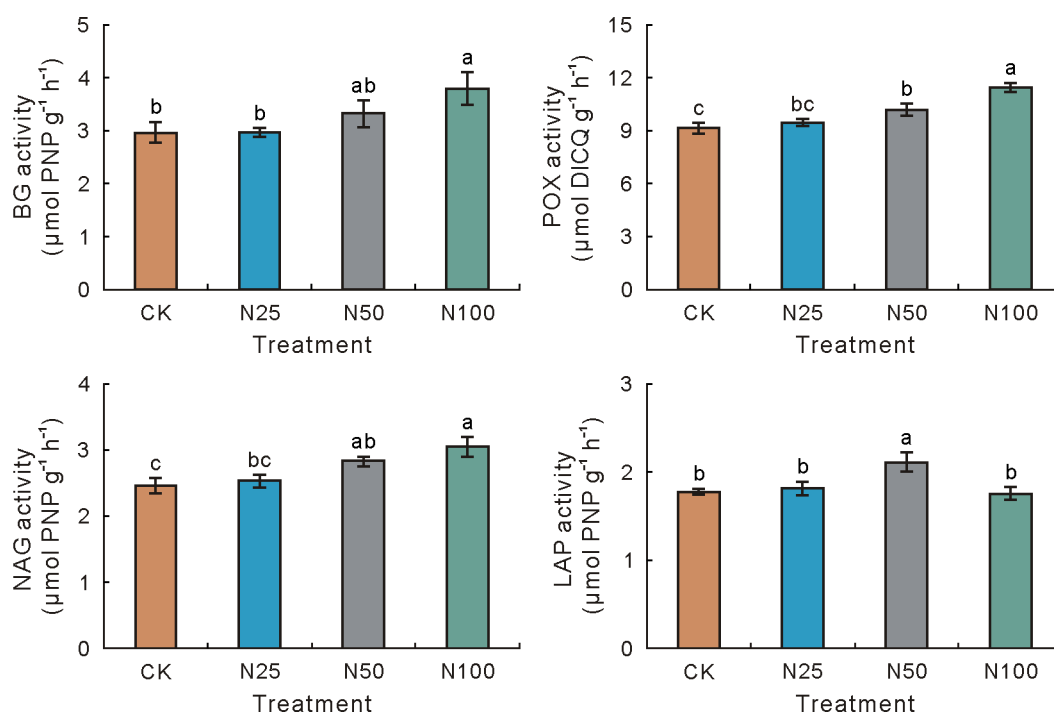 BG activity
(μmol PNP g⁻¹ h⁻¹)
5
4
3
2
1
0
b
b
ab
a
CK N25 N50 N100
Treatment
POX activity
(μmol DICQ g⁻¹ h⁻¹)
15
12
9
6
3
0
c
bc
b
a
CK N25 N50 N100
Treatment
NAG activity
(μmol PNP g⁻¹ h⁻¹)
4
3
2
1
0
c
bc
ab
a
CK N25 N50 N100
Treatment
LAP activity
(μmol PNP g⁻¹ h⁻¹)
3
2
1
0
b
b
a
b
CK N25 N50 N100
Treatment